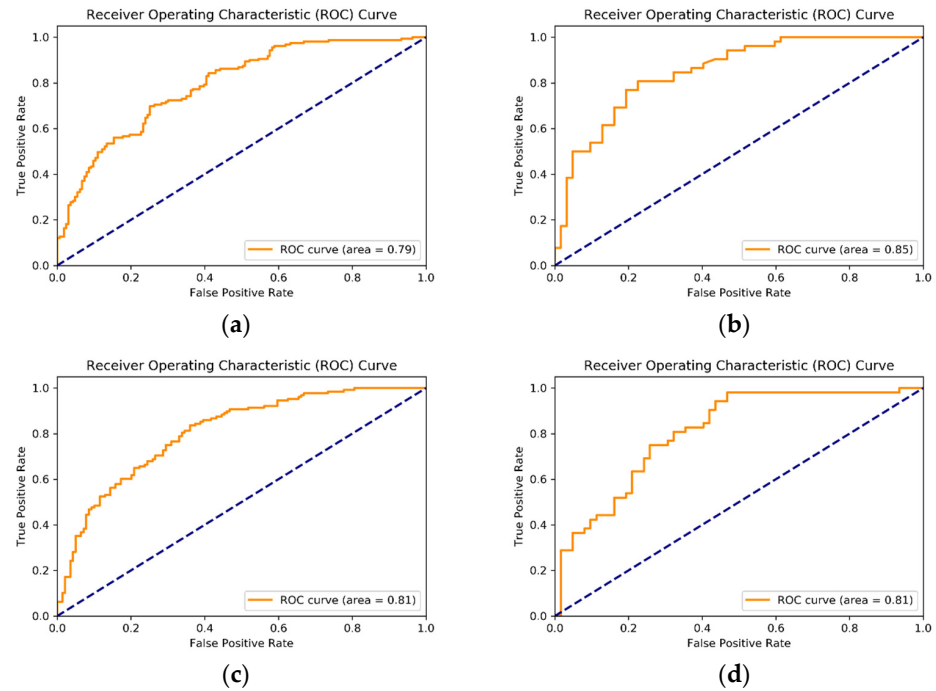 Receiver Operating Characteristic (ROC) Curve
1.0
0.8
0.6
0.4
0.2
0.0
True Positive Rate
0.0 0.2 0.4 0.6 0.8 1.0
False Positive Rate
ROC curve (area = 0.79)
(a)
Receiver Operating Characteristic (ROC) Curve
1.0
0.8
0.6
0.4
0.2
0.0
True Positive Rate
0.0 0.2 0.4 0.6 0.8 1.0
False Positive Rate
ROC curve (area = 0.85)
(b)
Receiver Operating Characteristic (ROC) Curve
1.0
0.8
0.6
0.4
0.2
0.0
True Positive Rate
0.0 0.2 0.4 0.6 0.8 1.0
False Positive Rate
ROC curve (area = 0.81)
(c)
Receiver Operating Characteristic (ROC) Curve
1.0
0.8
0.6
0.4
0.2
0.0
True Positive Rate
0.0 0.2 0.4 0.6 0.8 1.0
False Positive Rate
ROC curve (area = 0.81)
(d)